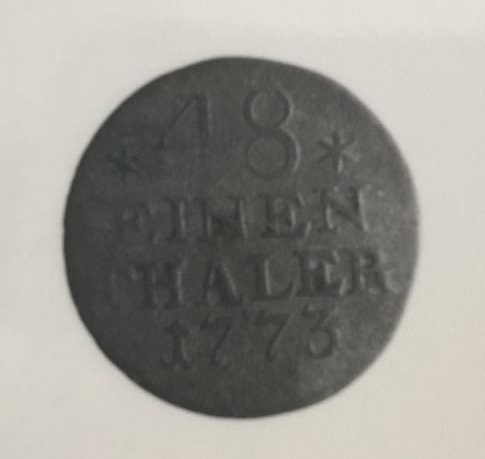 * 48 *
EINEN
THALER
1773